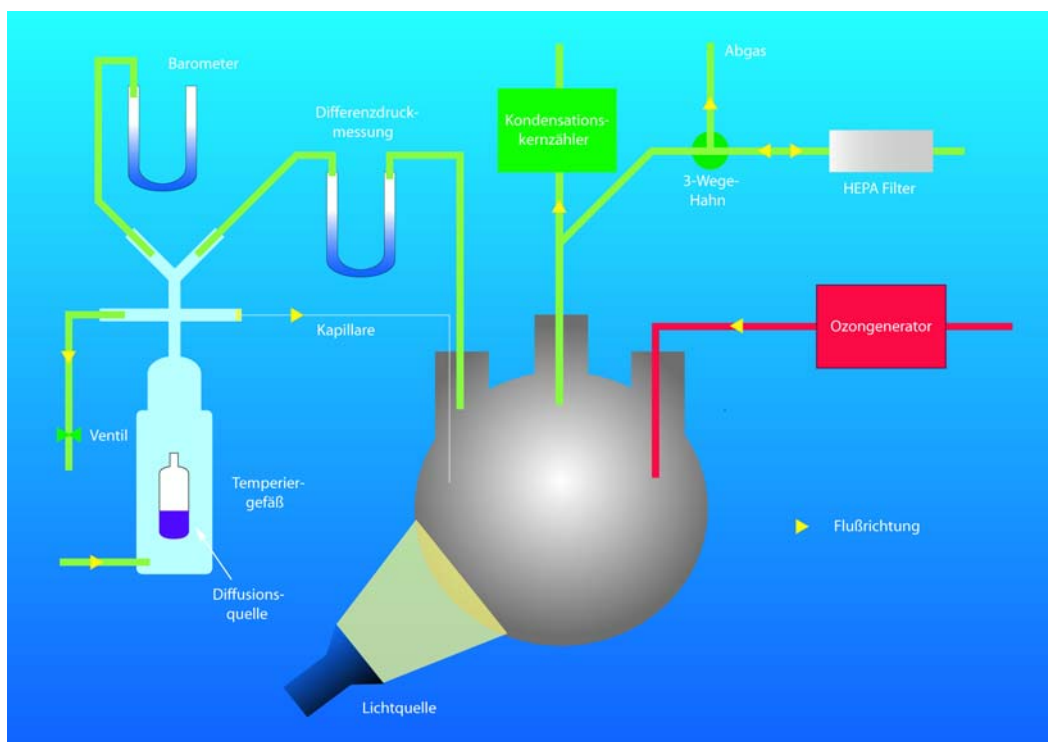 Barometer
Differenzdruck-
messung
Kondensations-
kernzähler
Abgas
3-Wege-
Hahn
HEPA Filter
Kapillare
Ozongenerator
Ventil
Temperier-
gefäß
Flußrichtung
Diffusions-
quelle
Lichtquelle